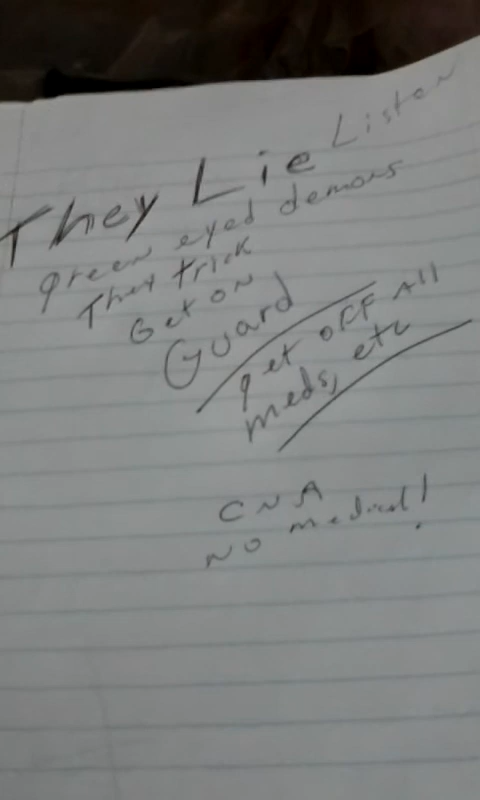 They Lie Listen
green eyed demons
They trick
Get on
Guard
get off All
meds, etc
CNA
No medical!